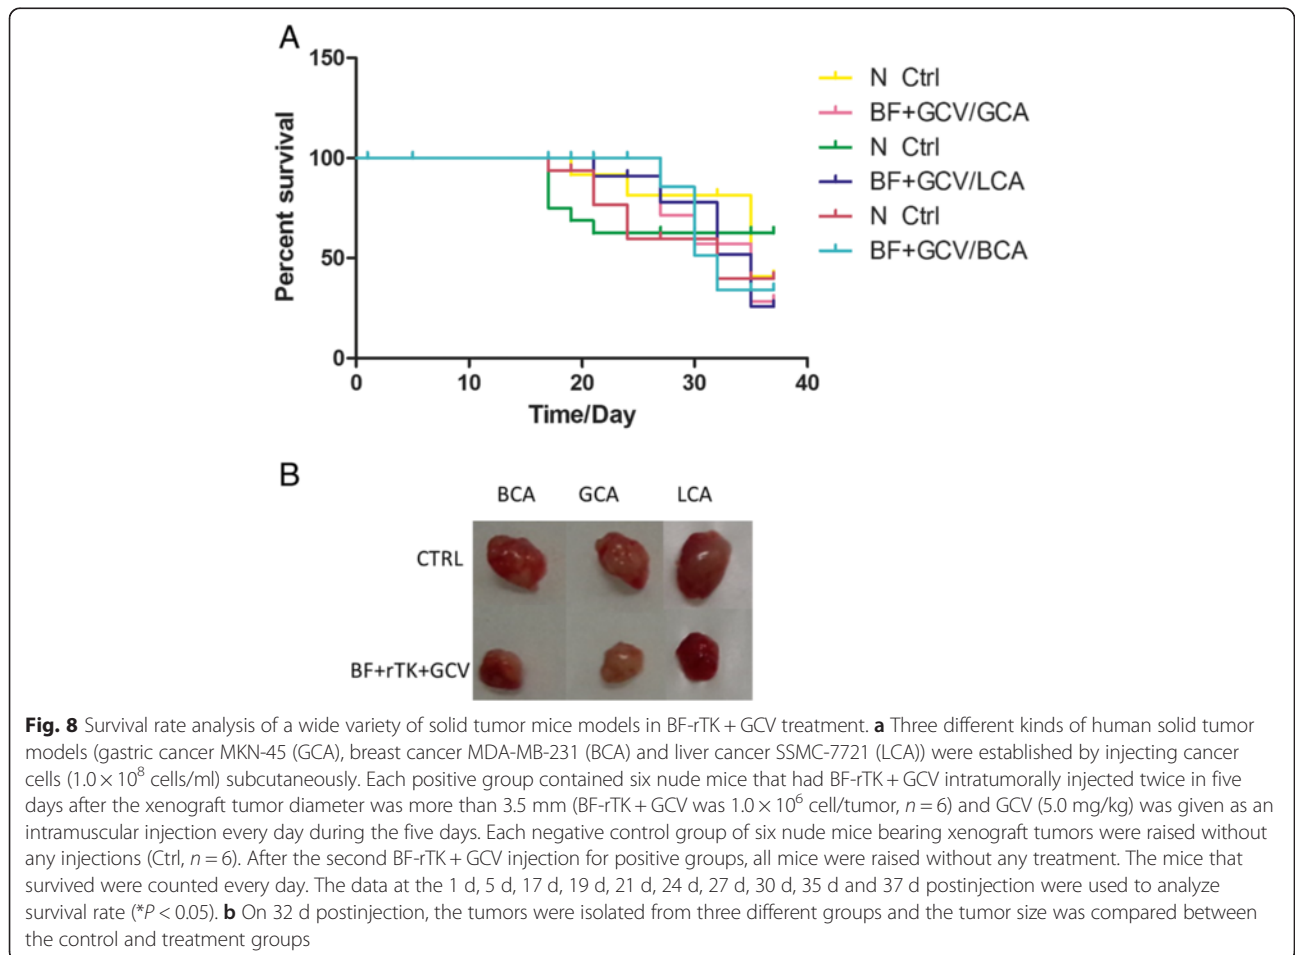 A
150
100
50
0
Percent survival
0 10 20 30 40
Time/Day
N Ctrl
BF+GCV/GCA
N Ctrl
BF+GCV/LCA
N Ctrl
BF+GCV/BCA
B
BCA GCA LCA
CTRL
BF+rTK+GCV
Fig. 8 Survival rate analysis of a wide variety of solid tumor mice models in BF-rTK + GCV treatment. a Three different kinds of human solid tumor
models (gastric cancer MKN-45 (GCA), breast cancer MDA-MB-231 (BCA) and liver cancer SSMC-7721 (LCA)) were established by injecting cancer
cells (1.0 × 10⁸ cells/ml) subcutaneously. Each positive group contained six nude mice that had BF-rTK + GCV intratumorally injected twice in five
days after the xenograft tumor diameter was more than 3.5 mm (BF-rTK + GCV was 1.0 × 10⁶ cell/tumor, n = 6) and GCV (5.0 mg/kg) was given as an
intramuscular injection every day during the five days. Each negative control group of six nude mice bearing xenograft tumors were raised without
any injections (Ctrl, n = 6). After the second BF-rTK + GCV injection for positive groups, all mice were raised without any treatment. The mice that
survived were counted every day. The data at the 1 d, 5 d, 17 d, 19 d, 21 d, 24 d, 27 d, 30 d, 35 d and 37 d postinjection were used to analyze
survival rate (*P < 0.05). b On 32 d postinjection, the tumors were isolated from three different groups and the tumor size was compared between
the control and treatment groups